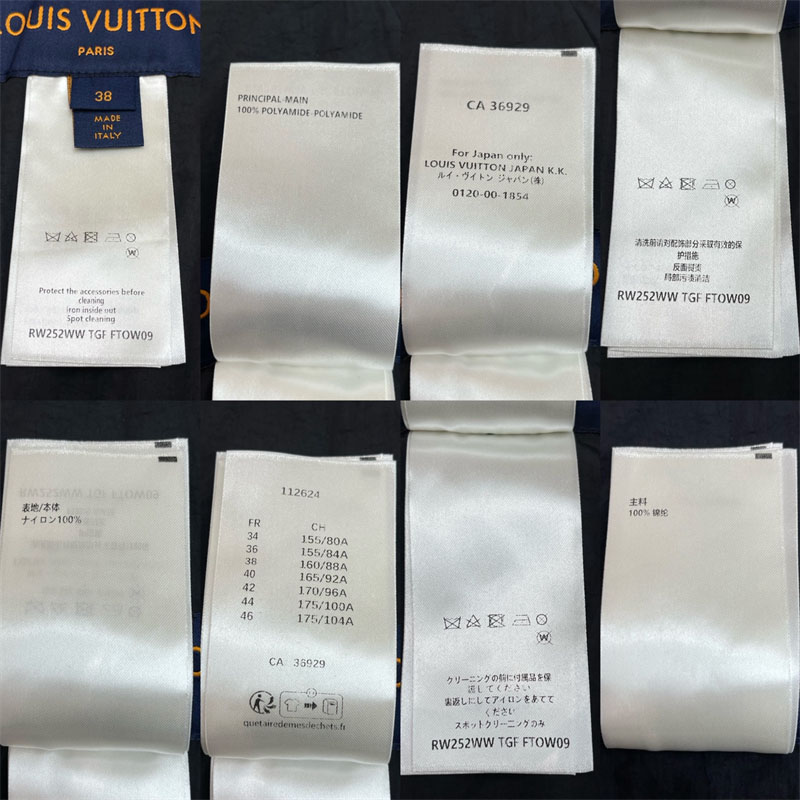 LOUIS VUITTON
PARIS
38
MADE
IN
ITALY
W
Protect the accessories before
cleaning
Iron inside out
Spot cleaning
RW252WW TGF FTOW09
PRINCIPAL-MAIN
100% POLYAMIDE-POLYAMIDE
CA 36929
For Japan only:
LOUIS VUITTON JAPAN K.K.
ルイ・ヴィトン ジャパン(株)
0120-00-1854
W
清洗前请对配饰部分采取有效的保
护措施
反面熨烫
局部污渍清洁
RW252WW TGF FTOW09
RW252WW TGF FTOW09
表地/本体
ナイロン100%
112624
FR CH
34 155/80A
36 155/84A
38 160/88A
40 165/92A
42 170/96A
44 175/100A
46 175/104A
CA 36929
FR
quefairedemesdechets.fr
W
クリーニングの前に付属品を保
護してください
裏返しにしてアイロンをあてて
ください
スポットクリーニングのみ
RW252WW TGF FTOW09
主料
100% 锦纶